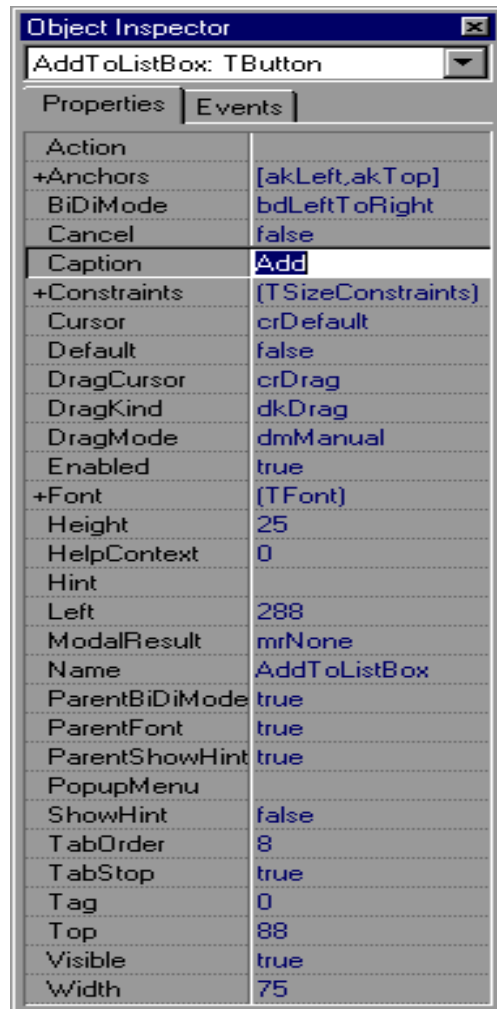 Object Inspector
AddToListBox: TButton
Properties Events
Action
+Anchors [akLeft,akTop]
BiDiMode bdLeftToRight
Cancel false
Caption Add
+Constraints (TSizeConstraints)
Cursor crDefault
Default false
DragCursor crDrag
DragKind dkDrag
DragMode dmManual
Enabled true
+Font (TFont)
Height 25
HelpContext 0
Hint
Left 288
ModalResult mrNone
Name AddToListBox
ParentBiDiMode true
ParentFont true
ParentShowHint true
PopupMenu
ShowHint false
TabOrder 8
TabStop true
Tag 0
Top 88
Visible true
Width 75